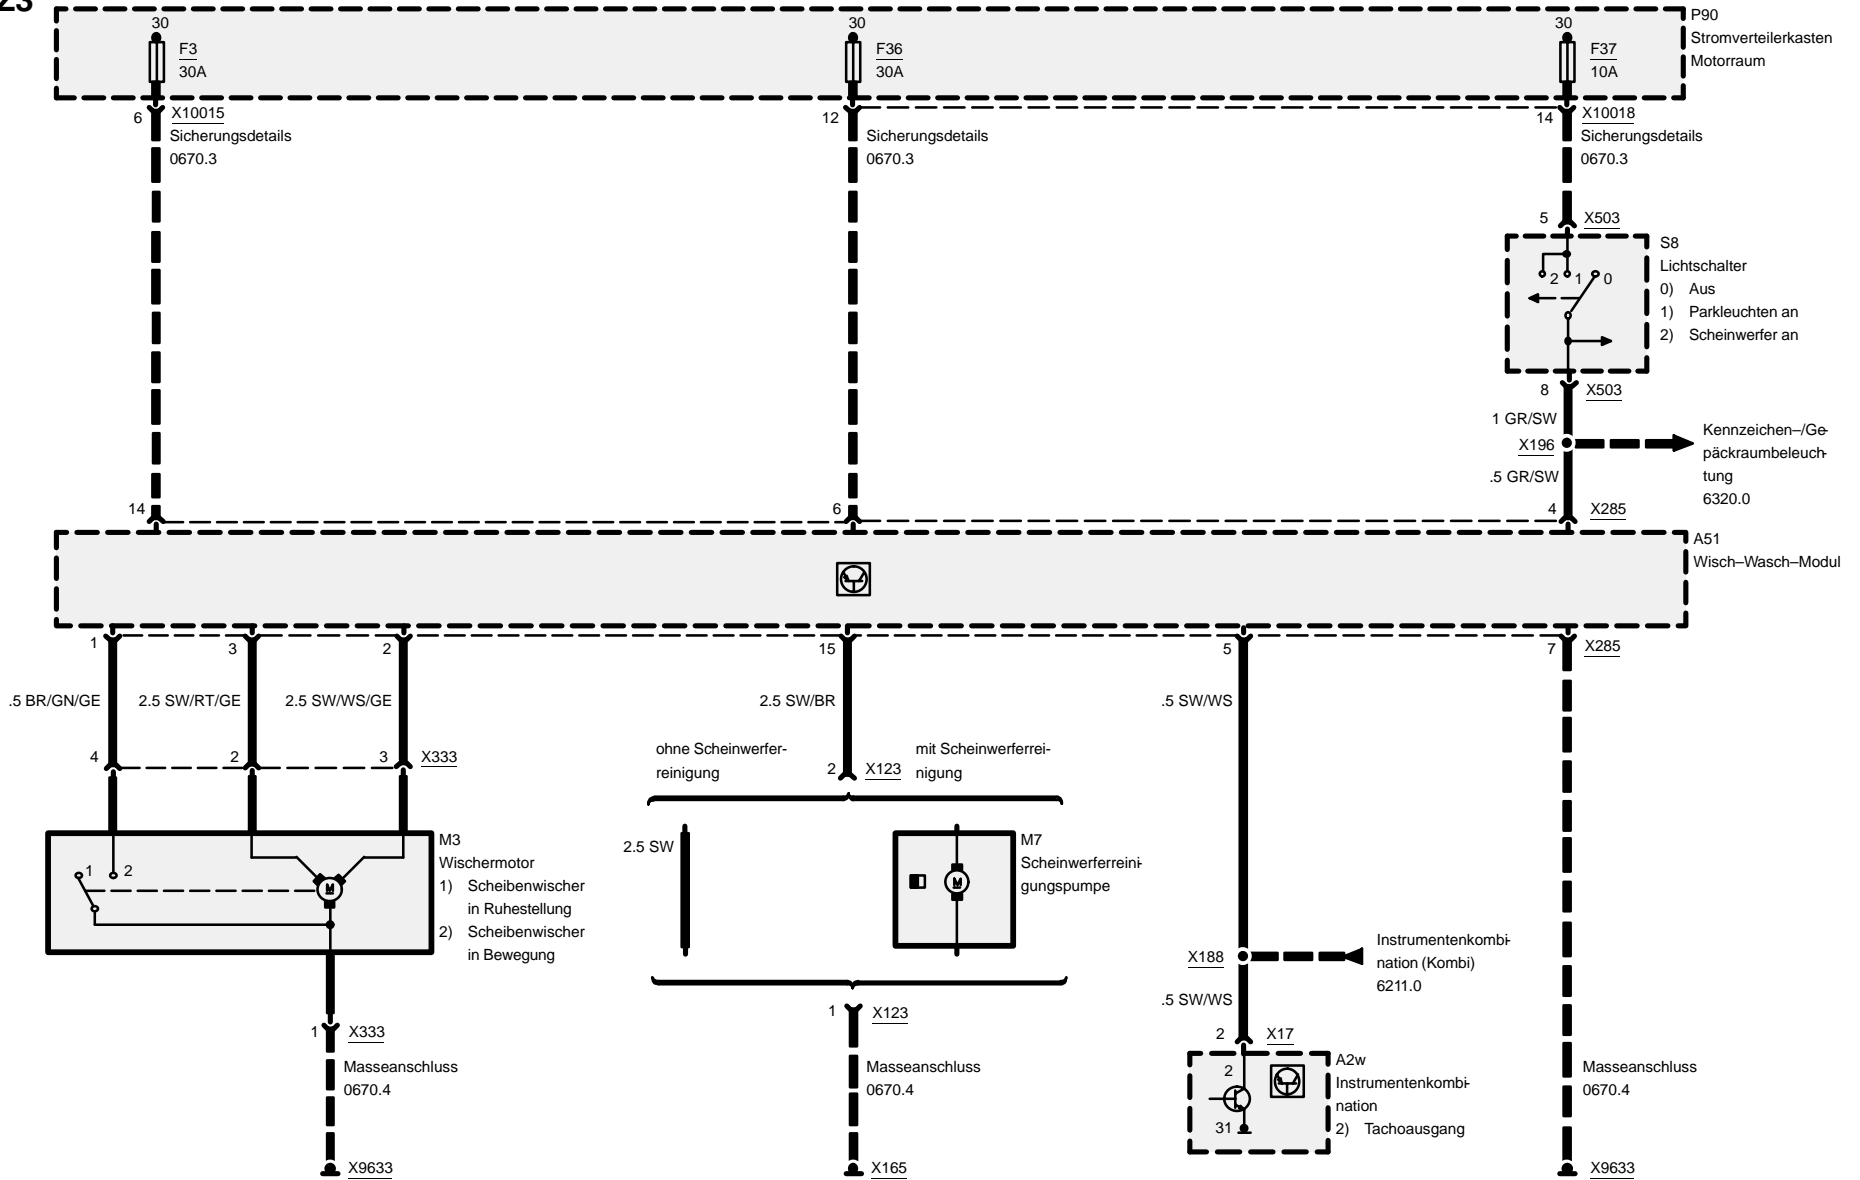 Z3
30
F3
30A
30
F36
30A
30
F37
10A
P90
Stromverteilerkasten
Motorraum
6
X10015
Sicherungsdetails
0670.3
12
Sicherungsdetails
0670.3
14
X10018
Sicherungsdetails
0670.3
5
X503
2
1
0
S8
Lichtschalter
0) Aus
1) Parkleuchten an
2) Scheinwerfer an
8
X503
1 GR/SW
X196
.5 GR/SW
Kennzeichen–/Ge-
päckraumbeleuch-
tung
6320.0
14
6
4
X285
A51
Wisch–Wasch–Modul
1
3
2
15
5
7
X285
.5 BR/GN/GE
2.5 SW/RT/GE
2.5 SW/WS/GE
2.5 SW/BR
.5 SW/WS
4
2
3
X333
ohne Scheinwerfer-
reinigung
2
X123
mit Scheinwerferrei-
nigung
1
2
M
M3
Wischermotor
1) Scheibenwischer
in Ruhestellung
2) Scheibenwischer
in Bewegung
2.5 SW
M
M7
Scheinwerferreini-
gungspumpe
X188
Instrumentenkombi-
nation (Kombi)
6211.0
.5 SW/WS
1
X333
Masseanschluss
0670.4
X9633
1
X123
Masseanschluss
0670.4
X165
2
X17
2
31
A2w
Instrumentenkombi-
nation
2) Tachoausgang
Masseanschluss
0670.4
X9633